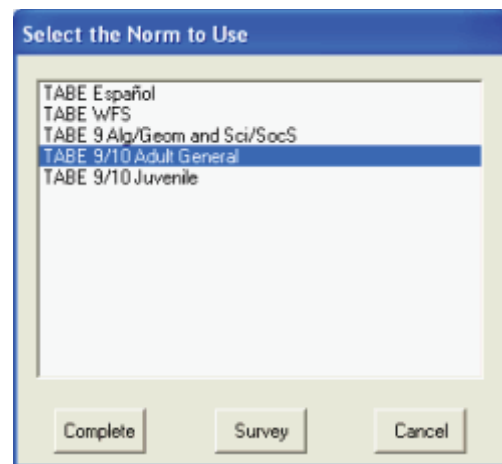 Select the Norm to Use
TABE Español
TABE WFS
TABE 9 Alg/Geom and Sci/SocS
TABE 9/10 Adult General
TABE 9/10 Juvenile
Complete Survey Cancel